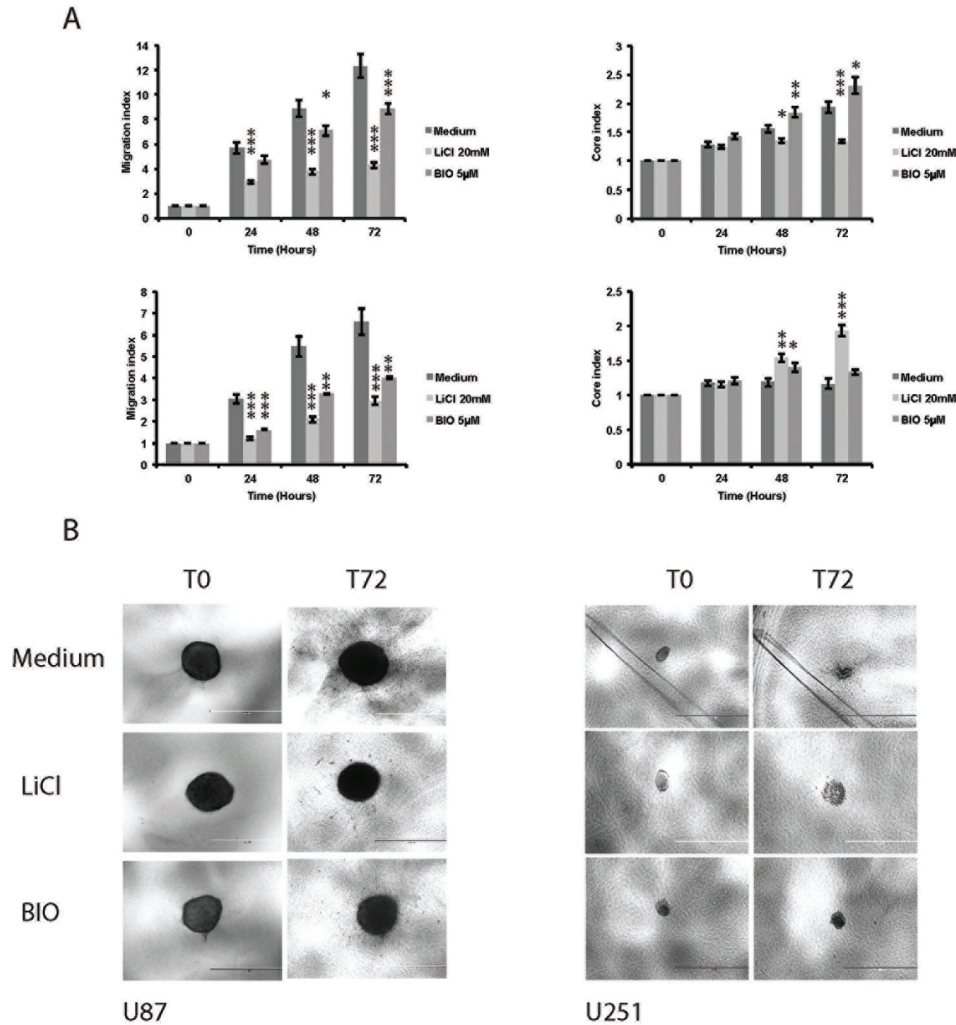 A
Migration index
14
12
10
8
6
4
2
0
0 24 48 72
Time (Hours)
***
***
*
***
***
Medium
LiCl 20mM
BIO 5µM
Core index
3
2.5
2
1.5
1
0.5
0
0 24 48 72
Time (Hours)
*
**
***
*
Medium
LiCl 20mM
BIO 5µM
Migration index
8
7
6
5
4
3
2
1
0
0 24 48 72
Time (Hours)
***
***
***
**
***
**
Medium
LiCl 20mM
BIO 5µM
Core index
2.5
2
1.5
1
0.5
0
0 24 48 72
Time (Hours)
**
*
***
Medium
LiCl 20mM
BIO 5µM
B
T0 T72 T0 T72
Medium
LiCl
BIO
U87 U251